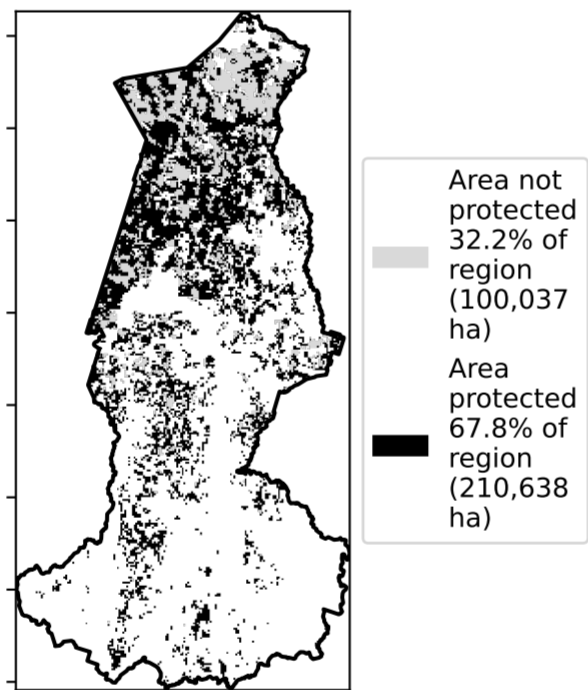 Area not
protected
32.2% of
region
(100,037
ha)
Area
protected
67.8% of
region
(210,638
ha)